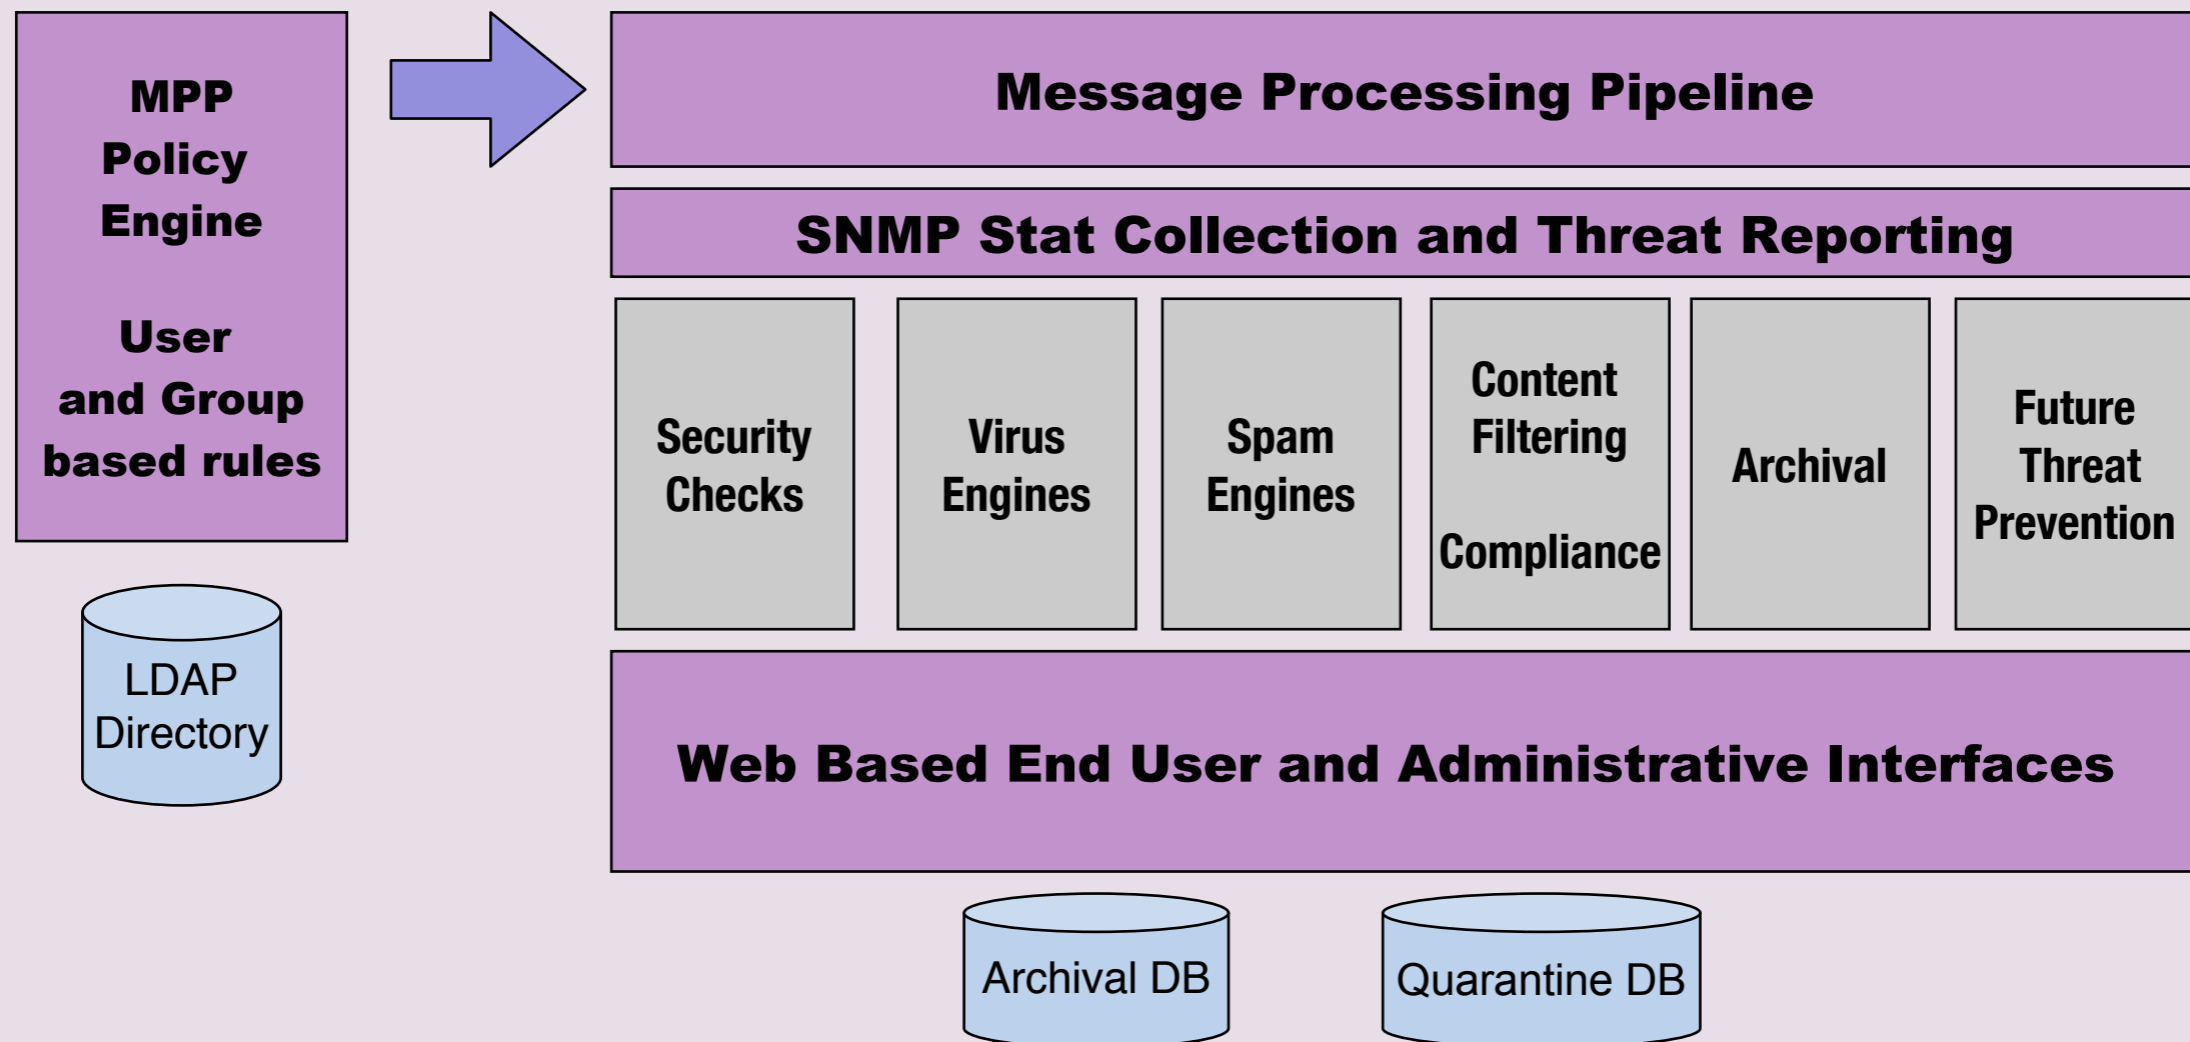 MPP
Policy
Engine
User
and Group
based rules
LDAP
Directory
Message Processing Pipeline
SNMP Stat Collection and Threat Reporting
Security
Checks
Virus
Engines
Spam
Engines
Content
Filtering
Compliance
Archival
Future
Threat
Prevention
Web Based End User and Administrative Interfaces
Archival DB
Quarantine DB